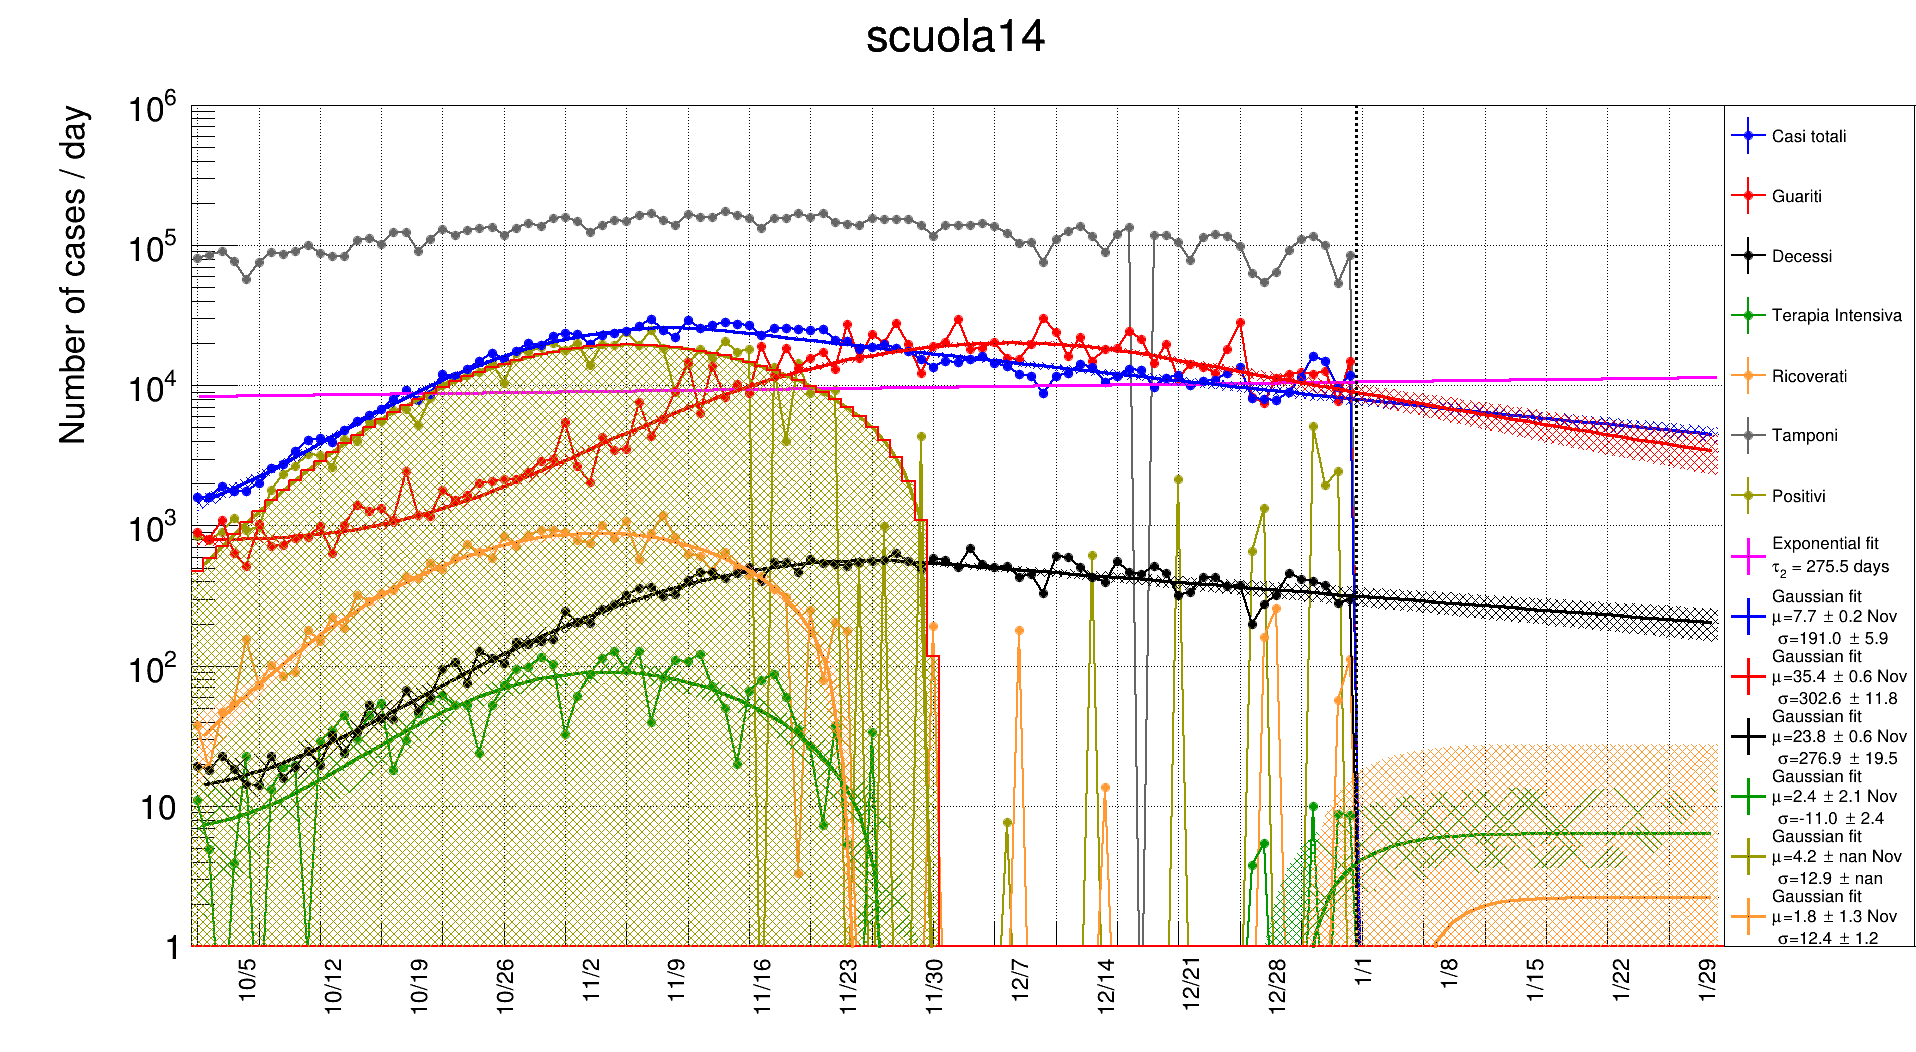 scuola14
Number of cases / day
10^6
10^5
10^4
10^3
10^2
10
1
10/5
10/12
10/19
10/26
11/2
11/9
11/16
11/23
11/30
12/7
12/14
12/21
12/28
1/1
1/8
1/15
1/22
1/29
Casi totali
Guariti
Decessi
Terapia Intensiva
Ricoverati
Tamponi
Positivi
Exponential fit
τ₂ = 275.5 days
Gaussian fit
μ=7.7 ± 0.2 Nov
σ=191.0 ± 5.9
Gaussian fit
μ=35.4 ± 0.6 Nov
σ=302.6 ± 11.8
Gaussian fit
μ=23.8 ± 0.6 Nov
σ=276.9 ± 19.5
Gaussian fit
μ=2.4 ± 2.1 Nov
σ=-11.0 ± 2.4
Gaussian fit
μ=4.2 ± nan Nov
σ=12.9 ± nan
Gaussian fit
μ=1.8 ± 1.3 Nov
σ=12.4 ± 1.2